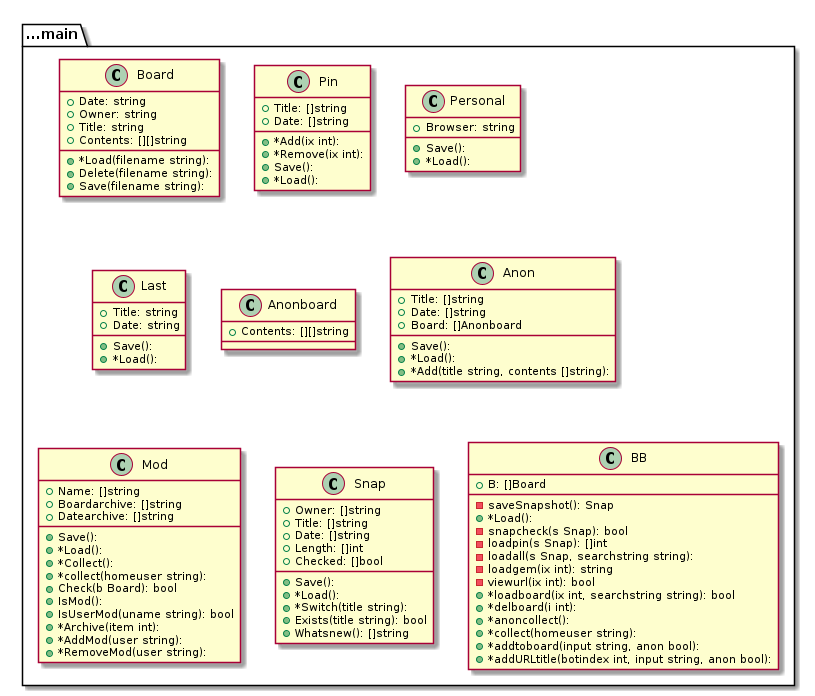 ...main
C Board
Date: string
Owner: string
Title: string
Contents: [][]string
*Load(filename string):
Delete(filename string):
Save(filename string):
C Pin
Title: []string
Date: []string
*Add(ix int):
*Remove(ix int):
Save():
*Load():
C Personal
Browser: string
Save():
*Load():
C Last
Title: string
Date: string
Save():
*Load():
C Anonboard
Contents: [][]string
C Anon
Title: []string
Date: []string
Board: []Anonboard
Save():
*Load():
*Add(title string, contents []string):
C Mod
Name: []string
Boardarchive: []string
Datearchive: []string
Save():
*Load():
*Collect():
*collect(homeuser string):
Check(b Board): bool
IsMod():
IsUserMod(uname string): bool
*Archive(item int):
*AddMod(user string):
*RemoveMod(user string):
C Snap
Owner: []string
Title: []string
Date: []string
Length: []int
Checked: []bool
Save():
*Load():
*Switch(title string):
Exists(title string): bool
Whatsnew(): []string
C BB
B: []Board
saveSnapshot(): Snap
*Load():
snapcheck(s Snap): bool
loadpin(s Snap): []int
loadall(s Snap, searchstring string):
loadgem(ix int): string
viewurl(ix int): bool
*loadboard(ix int, searchstring string): bool
*delboard(i int):
*anoncollect():
*collect(homeuser string):
*addtoboard(input string, anon bool):
*addURLtitle(botindex int, input string, anon bool):